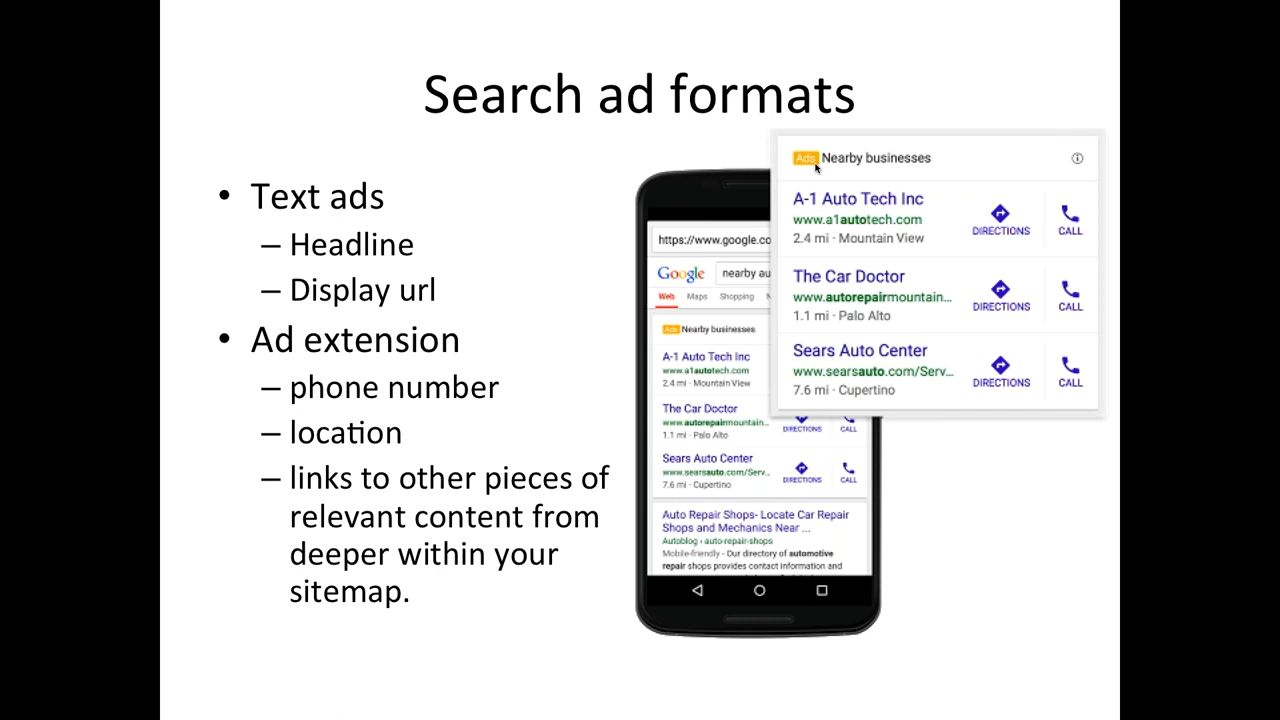 Search ad formats
• Text ads
– Headline
– Display url
• Ad extension
– phone number
– location
– links to other pieces of
relevant content from
deeper within your
sitemap.
Ads Nearby businesses
A-1 Auto Tech Inc
www.a1autotech.com
2.4 mi · Mountain View
DIRECTIONS
CALL
The Car Doctor
www.autorepairmountain...
1.1 mi · Palo Alto
DIRECTIONS
CALL
Sears Auto Center
www.searsauto.com/Serv...
7.6 mi · Cupertino
DIRECTIONS
CALL
https://www.google.co
Google
nearby au
Web Maps Shopping
Ads Nearby businesses
A-1 Auto Tech Inc
www.a1autotech.com
2.4 mi · Mountain View
The Car Doctor
www.autorepairmountain...
1.1 mi · Palo Alto
DIRECTIONS
CALL
Sears Auto Center
www.searsauto.com/Serv...
7.6 mi · Cupertino
DIRECTIONS
CALL
Auto Repair Shops- Locate Car Repair
Shops and Mechanics Near ...
Autoblog › auto-repair-shops
Mobile-friendly - Our directory of automotive
repair shops provides contact information and